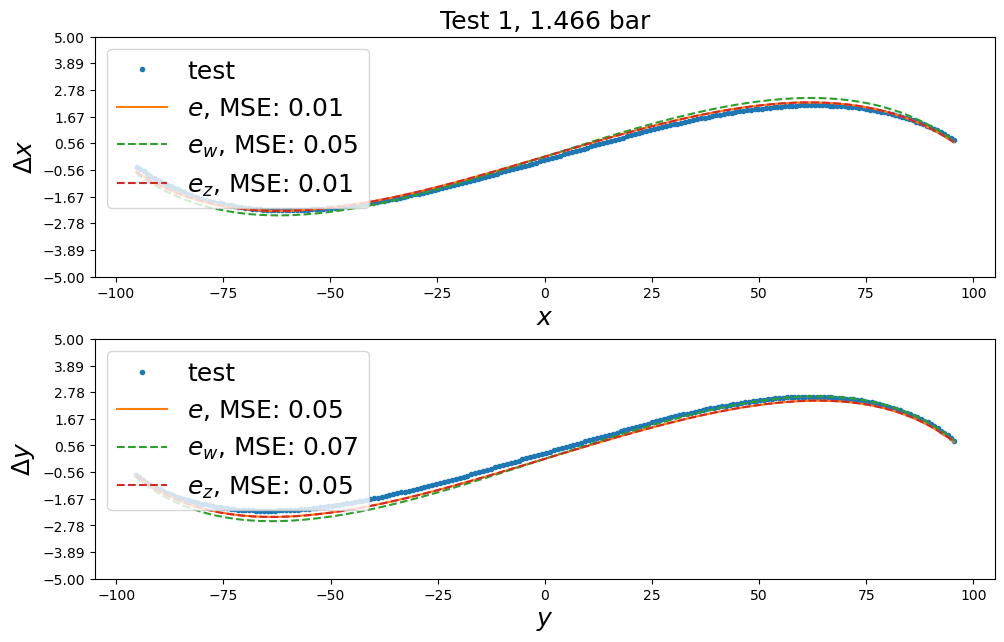 Test 1, 1.466 bar
5.00
3.89
2.78
1.67
0.56
−0.56
−1.67
−2.78
−3.89
−5.00
Δx
test
e, MSE: 0.01
e_w, MSE: 0.05
e_z, MSE: 0.01
−100 −75 −50 −25 0 25 50 75 100
x
5.00
3.89
2.78
1.67
0.56
−0.56
−1.67
−2.78
−3.89
−5.00
Δy
test
e, MSE: 0.05
e_w, MSE: 0.07
e_z, MSE: 0.05
−100 −75 −50 −25 0 25 50 75 100
y